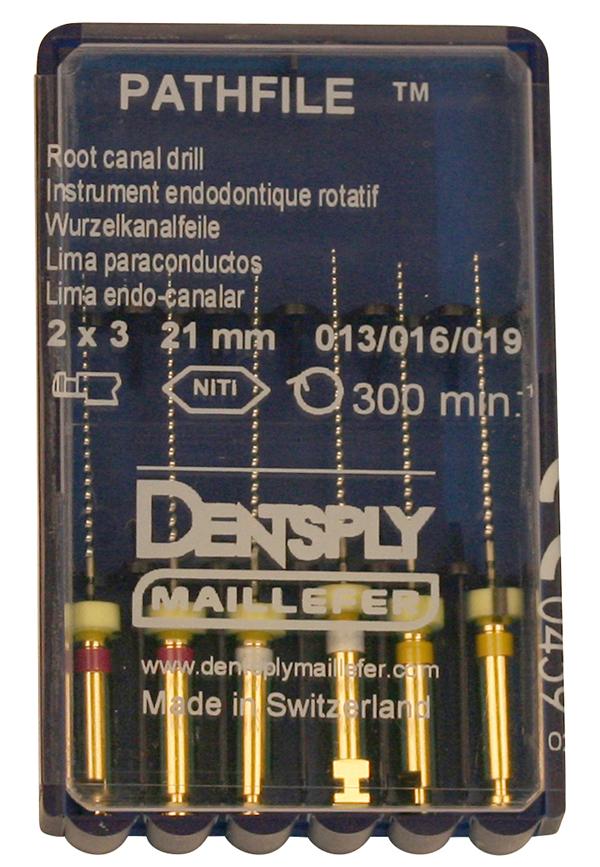 PATHFILE ™
Root canal drill
Instrument endodontique rotatif
Wurzelkanalfeile
Lima paraconductos
Lima endo-canalar
2 x 3 21 mm 013/016/019
NITI 300 min.⁻¹
DENTSPLY
MAILLEFER
www.dentsplymaillefer.com
Made in Switzerland
0459